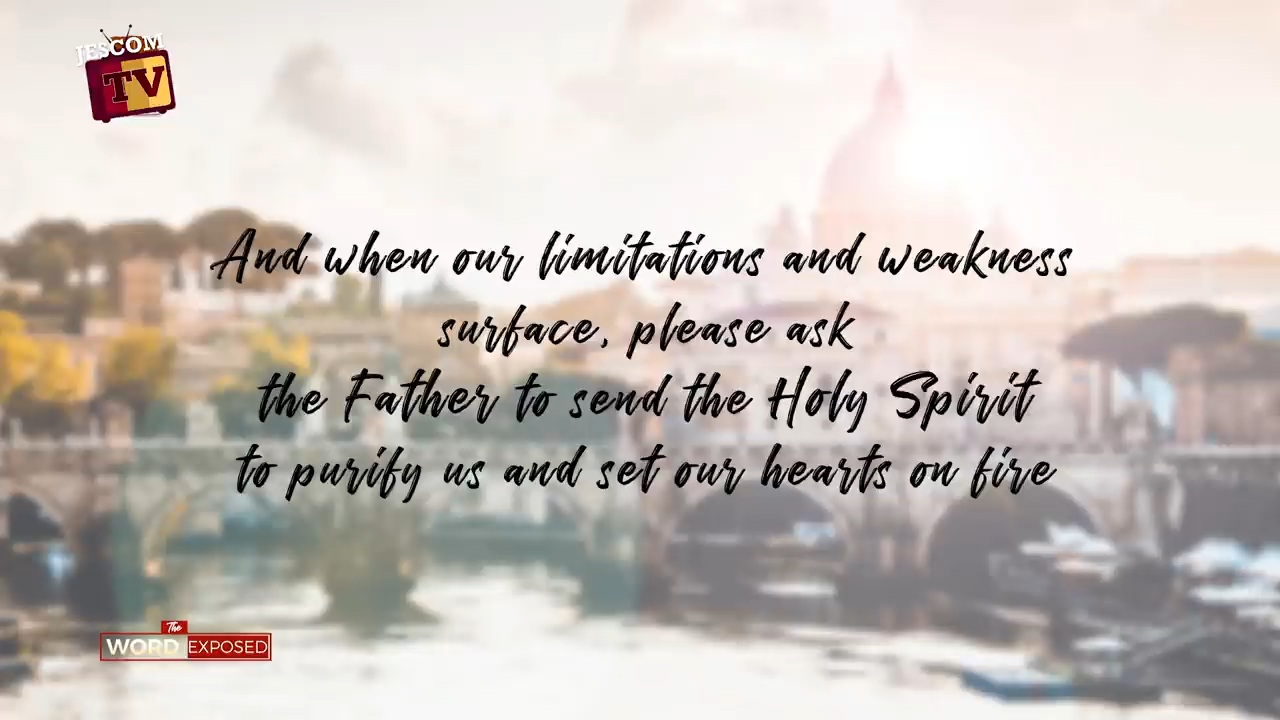 JESCOM
TV
And when our limitations and weakness
surface, please ask
the Father to send the Holy Spirit
to purify us and set our hearts on fire
The
WORD EXPOSED